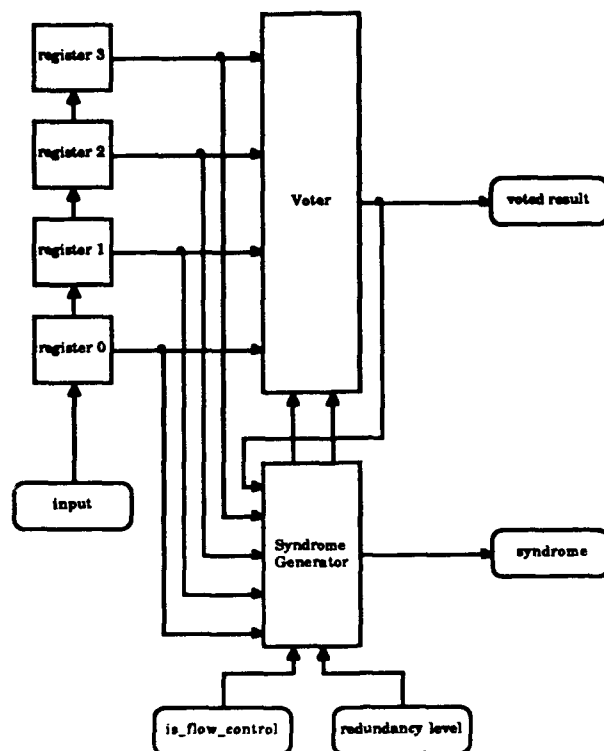 register 3
register 2
register 1
register 0
input
Voter
voted result
Syndrome
Generator
syndrome
is_flow_control
redundancy level